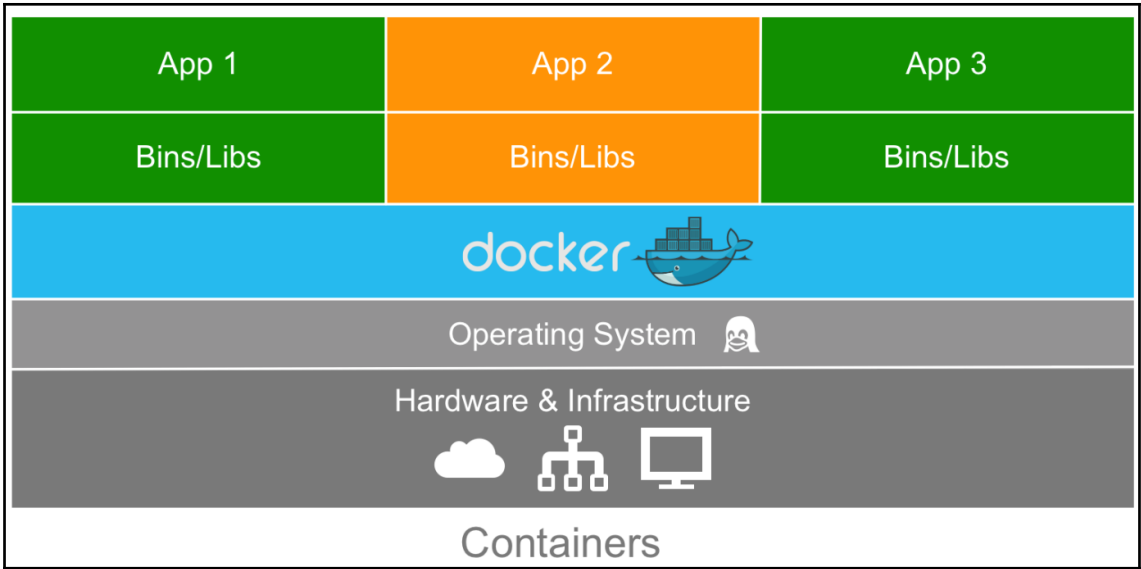 App 1 App 2 App 3
Bins/Libs Bins/Libs Bins/Libs
docker
Operating System
Hardware & Infrastructure
Containers